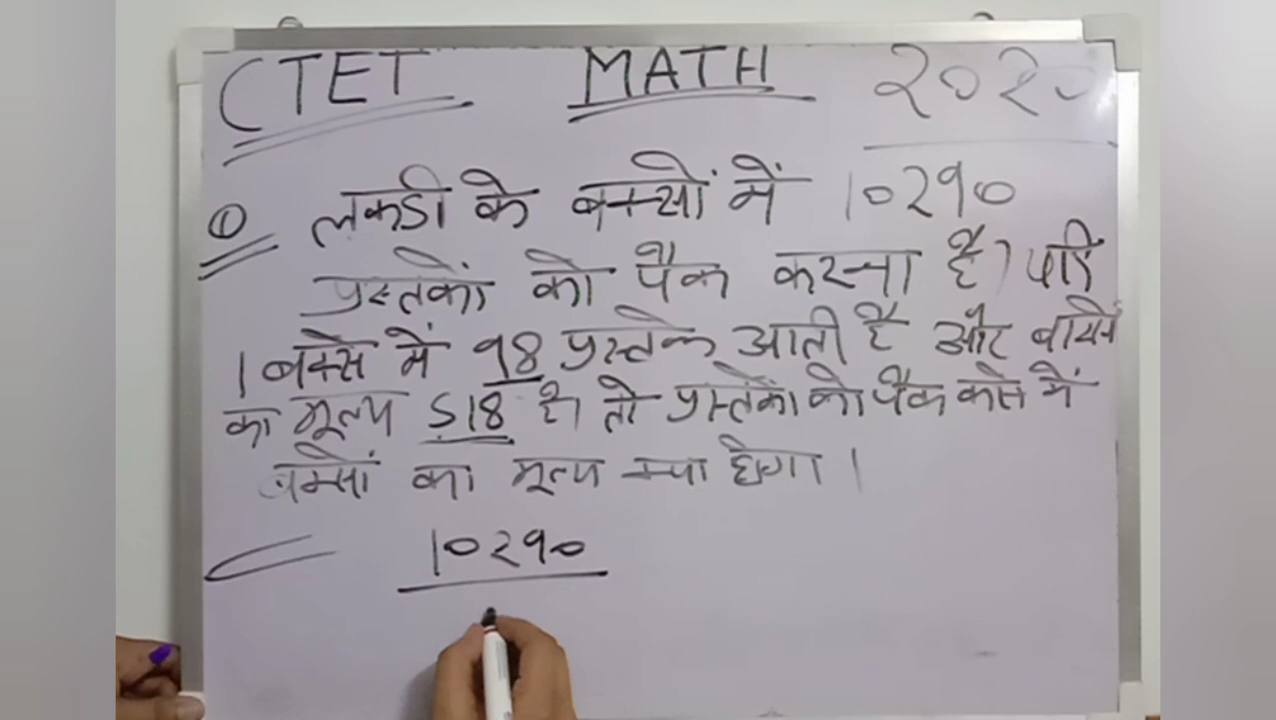 CTET MATH 2020
① लकडी के बक्सों में 10290
पुस्तकों को पैक करना है। यदि
1 बक्से में 98 पुस्तकें आती है और बाक्सों
का मूल्य 518 है। तो पुस्तकों को पैक करने में
बक्सों का मूल्य क्या होगा।
10290